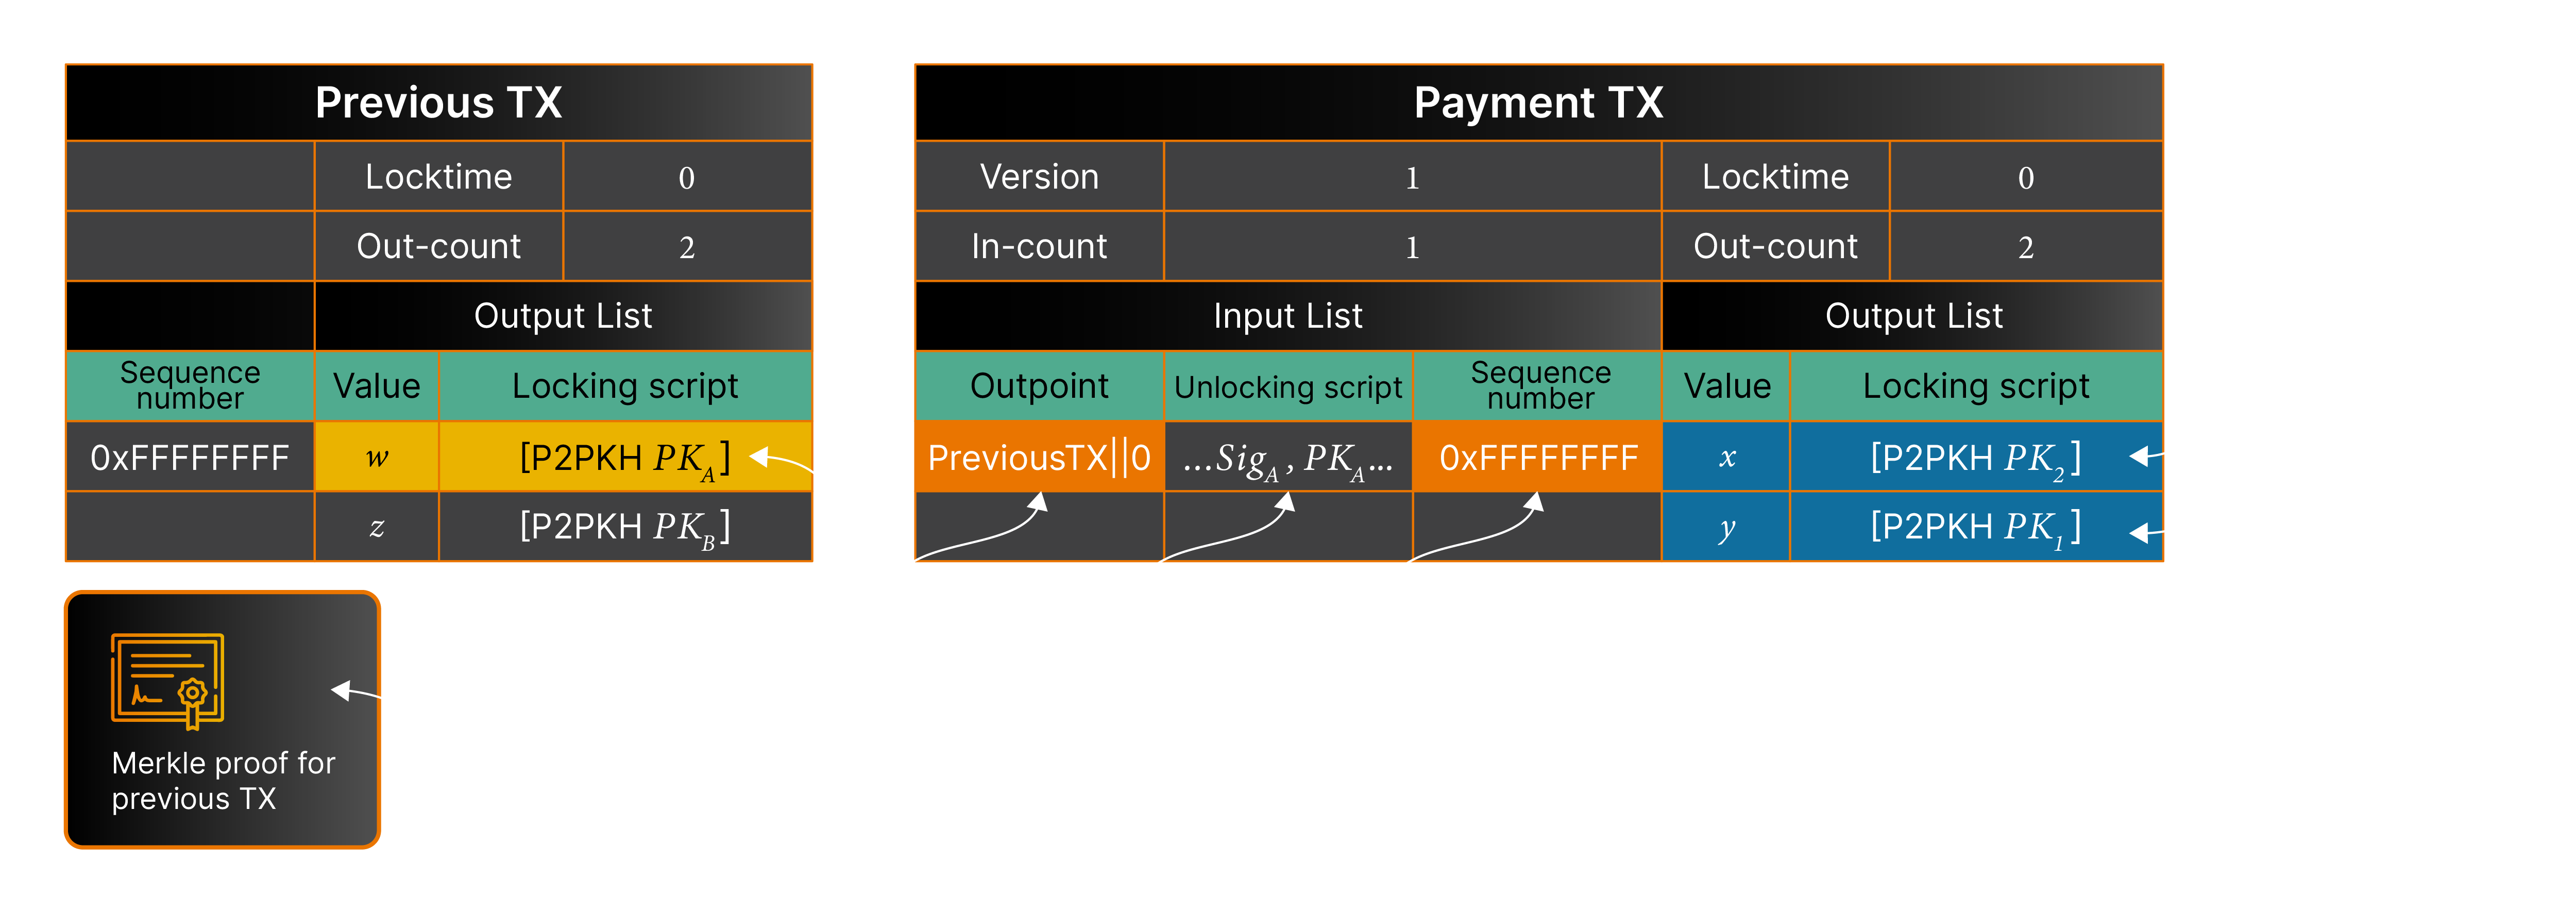 Previous TX
Locktime 0
Out-count 2
Output List
Sequence number Value Locking script
0xFFFFFFFF w [P2PKH PK_A]
z [P2PKH PK_B]
Payment TX
Version 1 Locktime 0
In-count 1 Out-count 2
Input List Output List
Outpoint Unlocking script Sequence number Value Locking script
PreviousTX||0 ...Sig_A, PK_A... 0xFFFFFFFF x [P2PKH PK_2]
y [P2PKH PK_1]
Merkle proof for
previous TX